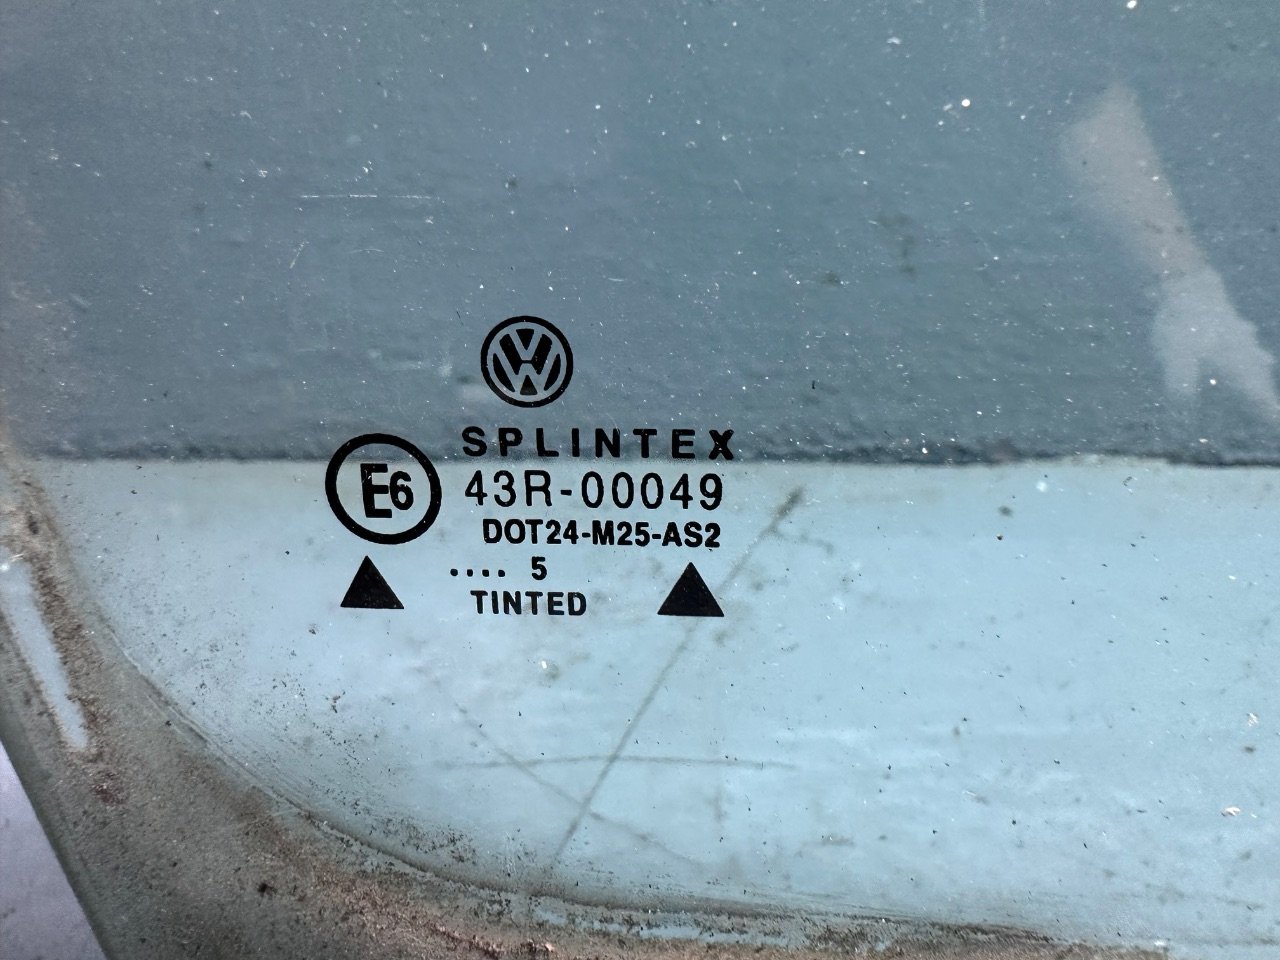 SPLINTEX
E6
43R-00049
DOT24-M25-AS2
.... 5
TINTED